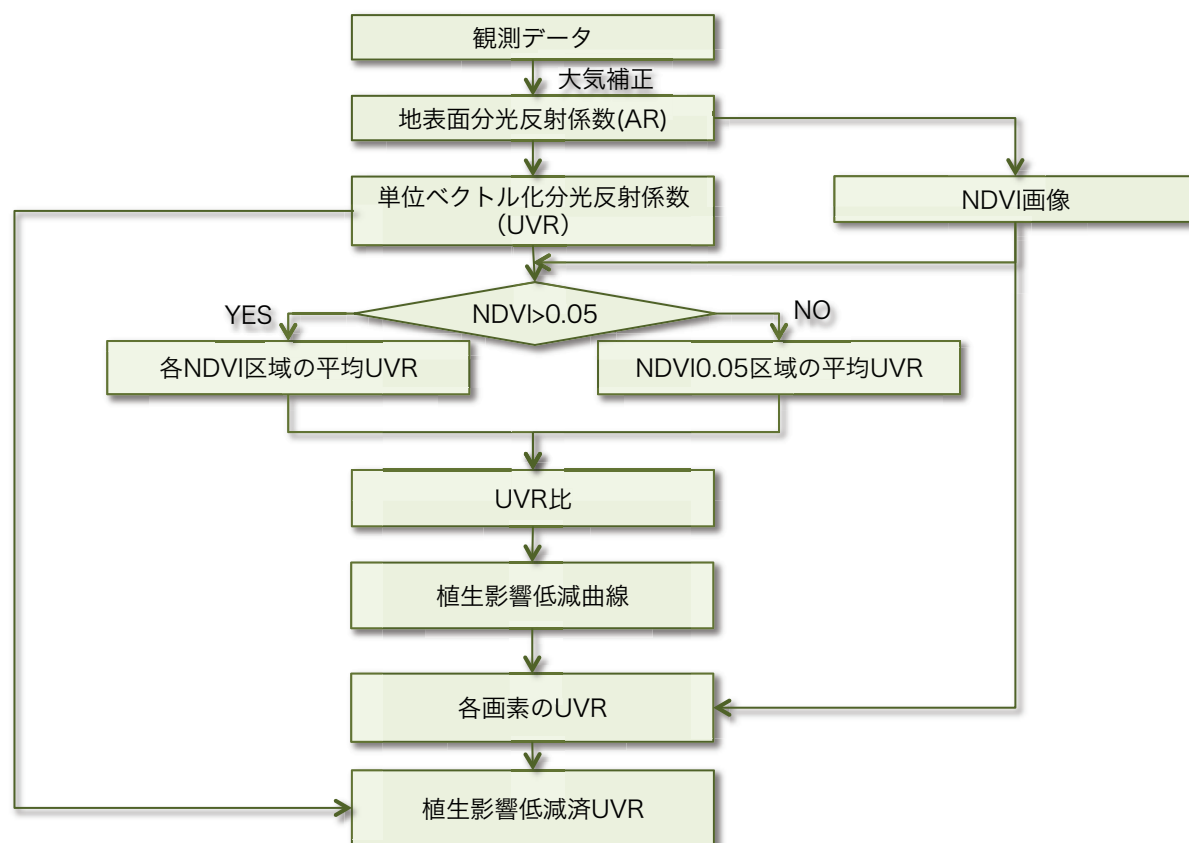 観測データ
大気補正
地表面分光反射係数(AR)
単位ベクトル化分光反射係数
（UVR）
NDVI画像
NDVI>0.05
YES
NO
各NDVI区域の平均UVR
NDVI0.05区域の平均UVR
UVR比
植生影響低減曲線
各画素のUVR
植生影響低減済UVR